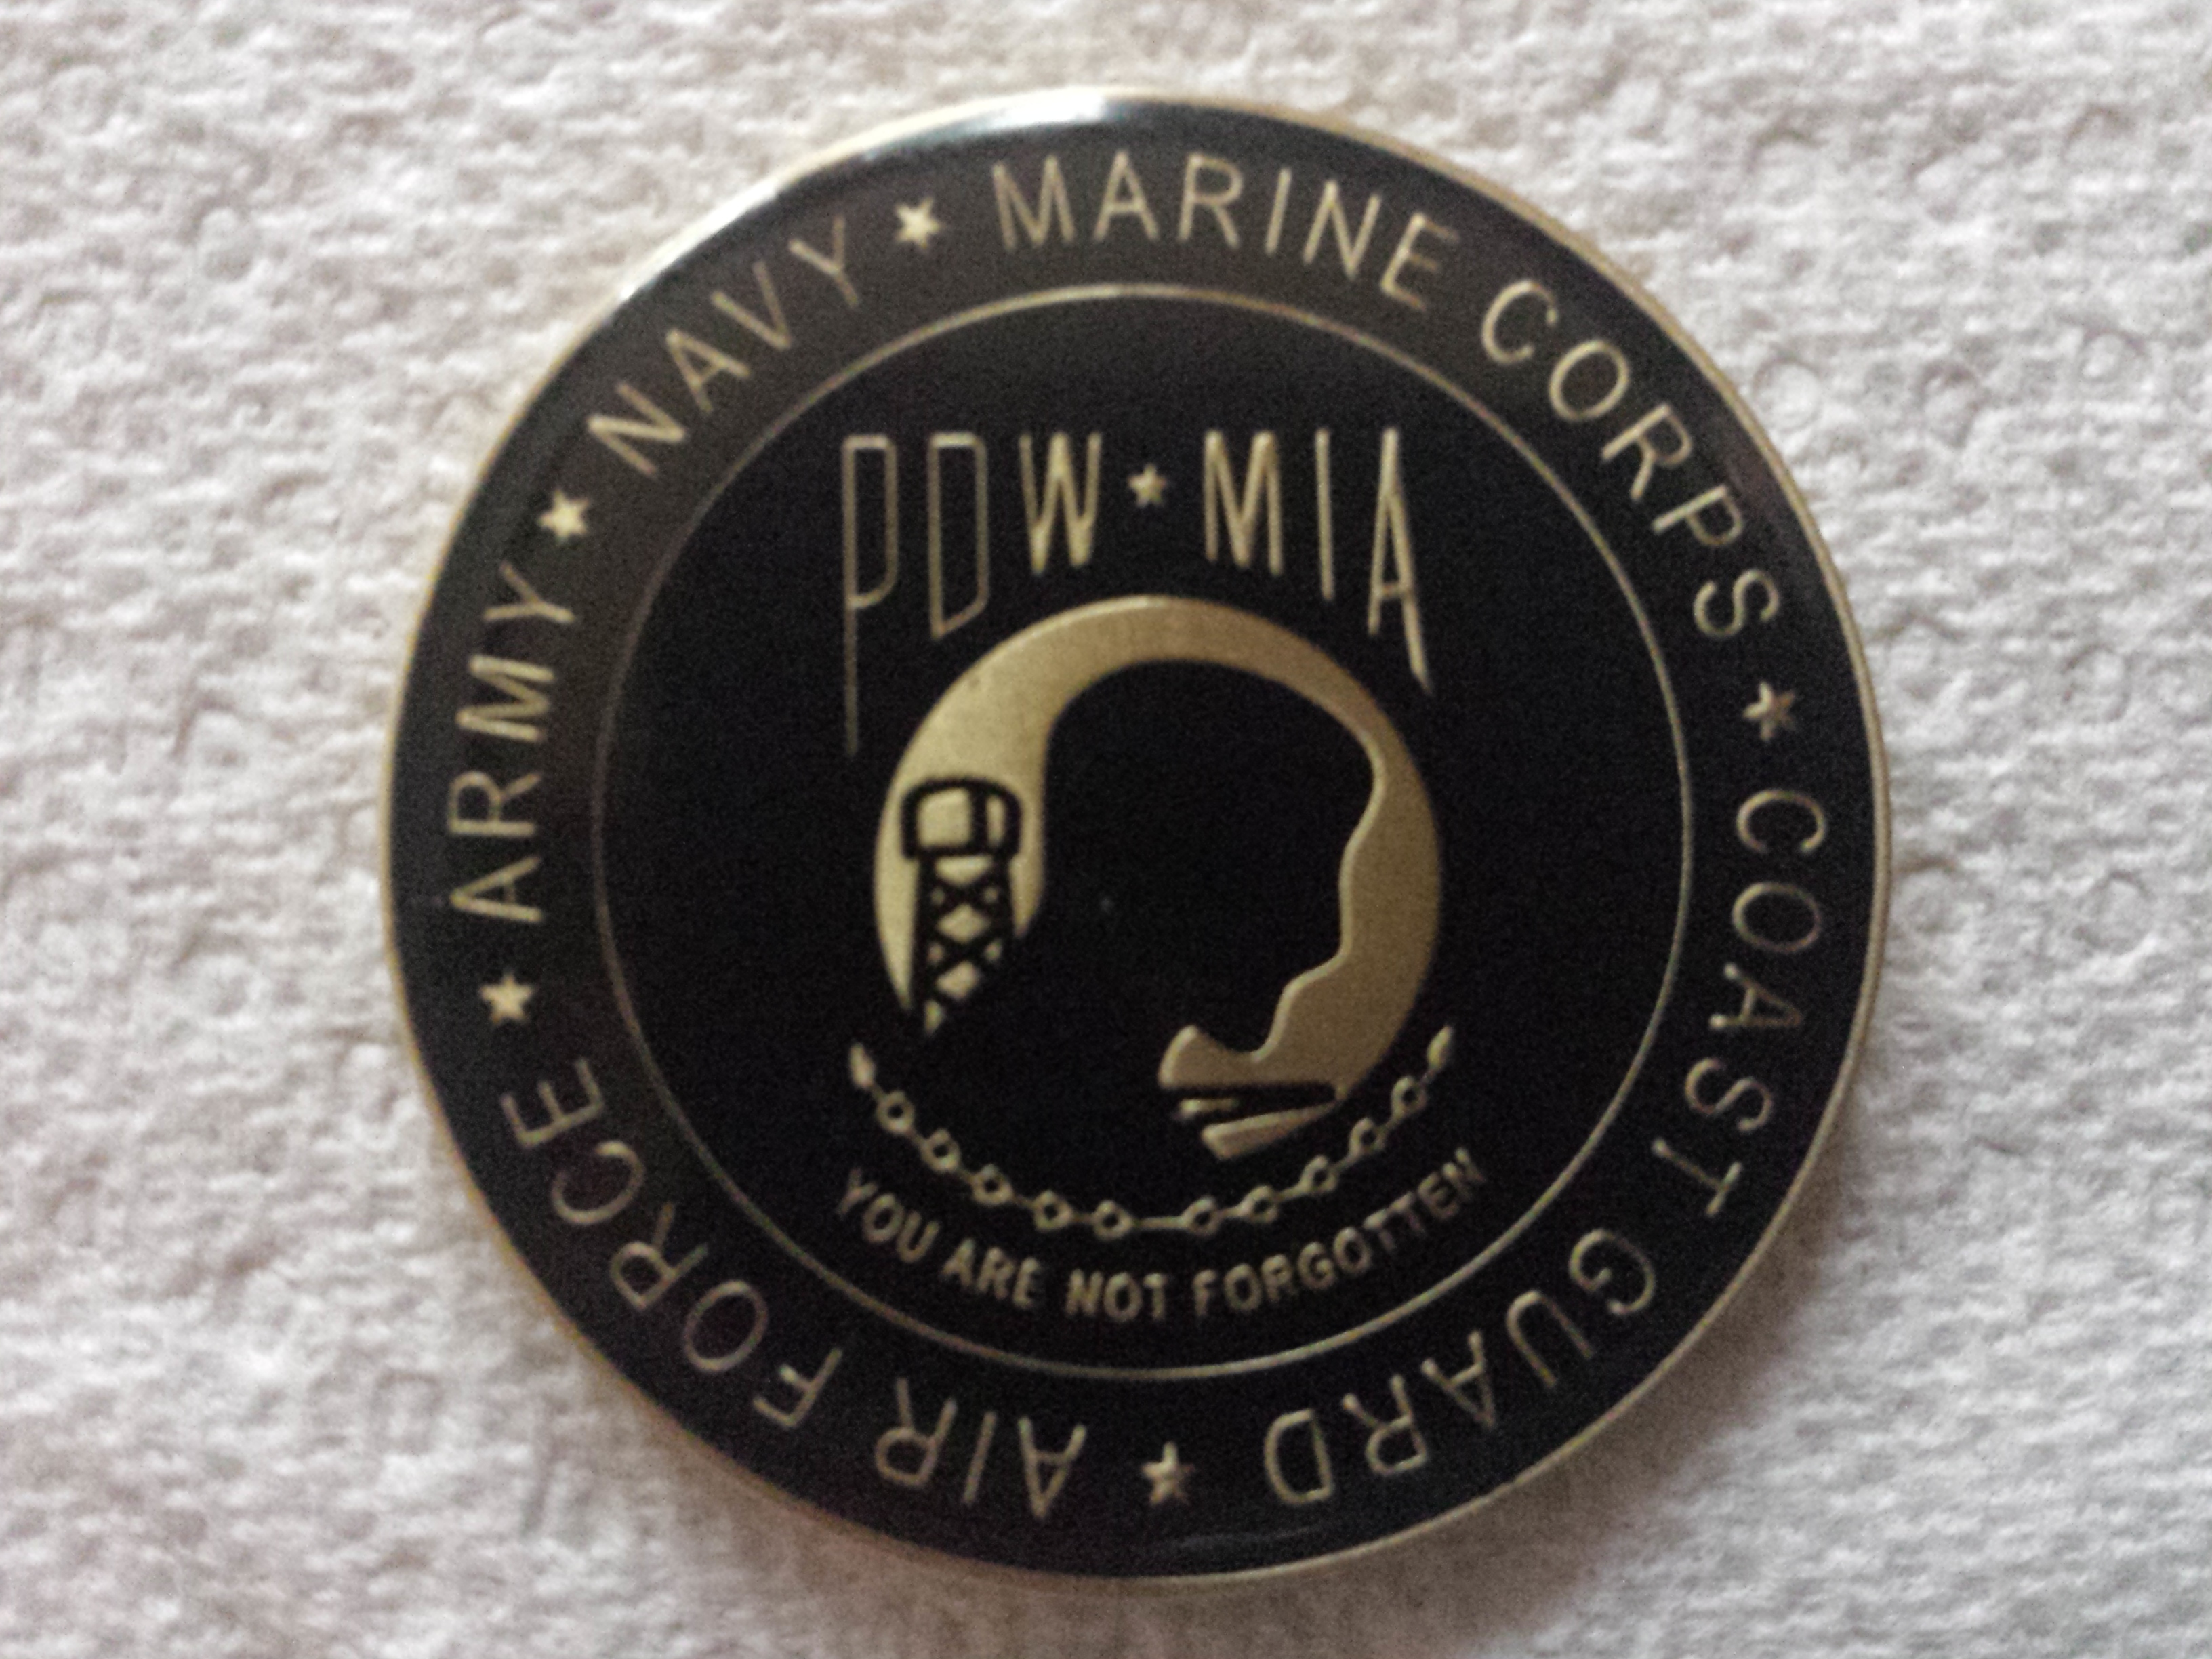 ARMY ★ NAVY ★ MARINE CORPS ★ COAST GUARD ★ AIR FORCE ★
POW ★ MIA
YOU ARE NOT FORGOTTEN